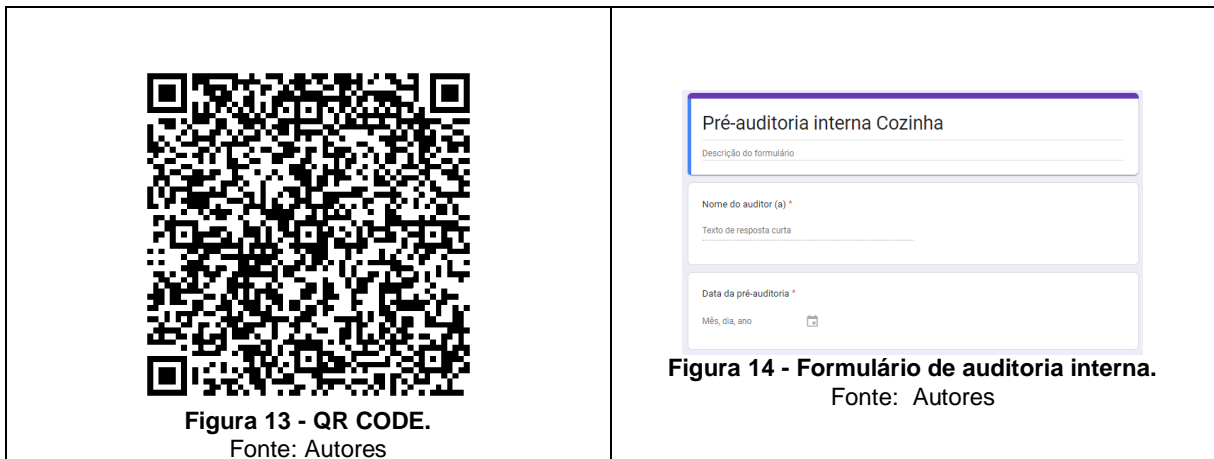 Figura 13 - QR CODE.
Fonte: Autores
Pré-auditoria interna Cozinha
Descrição do formulário
Nome do auditor (a) *
Texto de resposta curta
Data da pré-auditoria *
Mês, dia, ano
Figura 14 - Formulário de auditoria interna.
Fonte: Autores